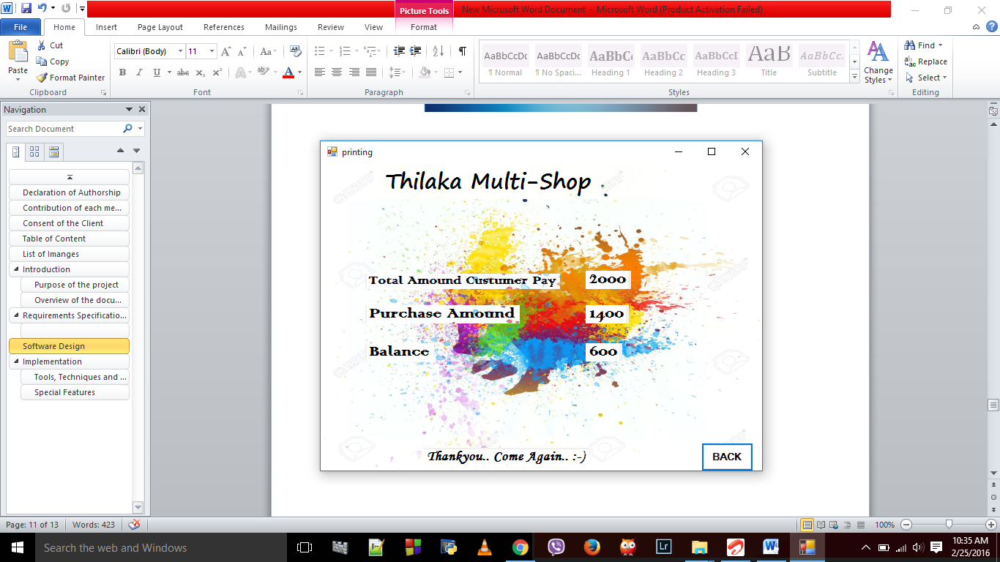 Picture Tools
New Microsoft Word Document - Microsoft Word (Product Activation Failed)
File Home Insert Page Layout References Mailings Review View Format
Paste
Cut
Copy
Format Painter
Clipboard
Calibri (Body) 11
Font
Paragraph
AaBbCcDc AaBbCcDc AaBbCc AaBbCc AaBbCcD AaB AaBbCcL
¶ Normal ¶ No Spaci... Heading 1 Heading 2 Heading 3 Title Subtitle
Change Styles
Styles
Find
Replace
Select
Editing
Navigation
Search Document
Declaration of Authorship
Contribution of each me...
Consent of the Client
Table of Content
List of Imanges
Introduction
Purpose of the project
Overview of the docu...
Requirements Specificatio...
Software Design
Implementation
Tools, Techniques and ...
Special Features
printing
Thilaka Multi-Shop
Total Amound Custumer Pay 2000
Purchase Amound 1400
Balance 600
Thankyou.. Come Again.. :-)
BACK
Page: 11 of 13 Words: 423
100%
Search the web and Windows
10:35 AM
2/25/2016